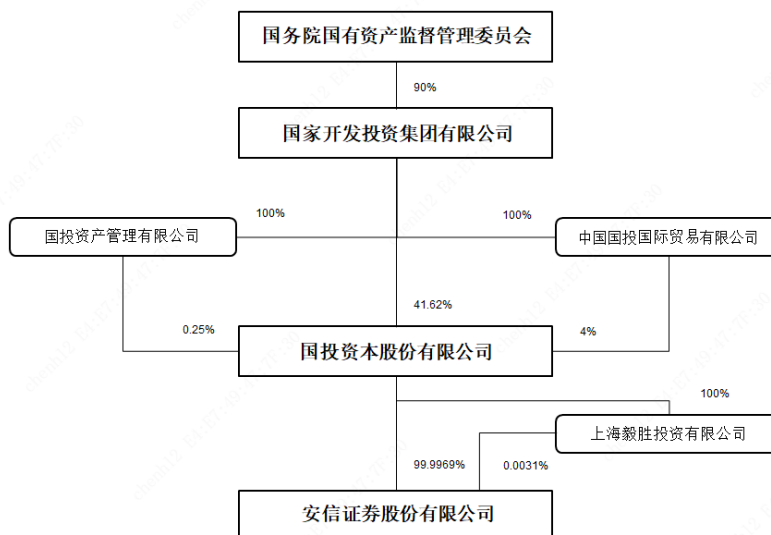 国务院国有资产监督管理委员会
90%
国家开发投资集团有限公司
100%
100%
国投资产管理有限公司
中国国投国际贸易有限公司
41.62%
0.25%
4%
国投资本股份有限公司
100%
上海毅胜投资有限公司
99.9969%
0.0031%
安信证券股份有限公司